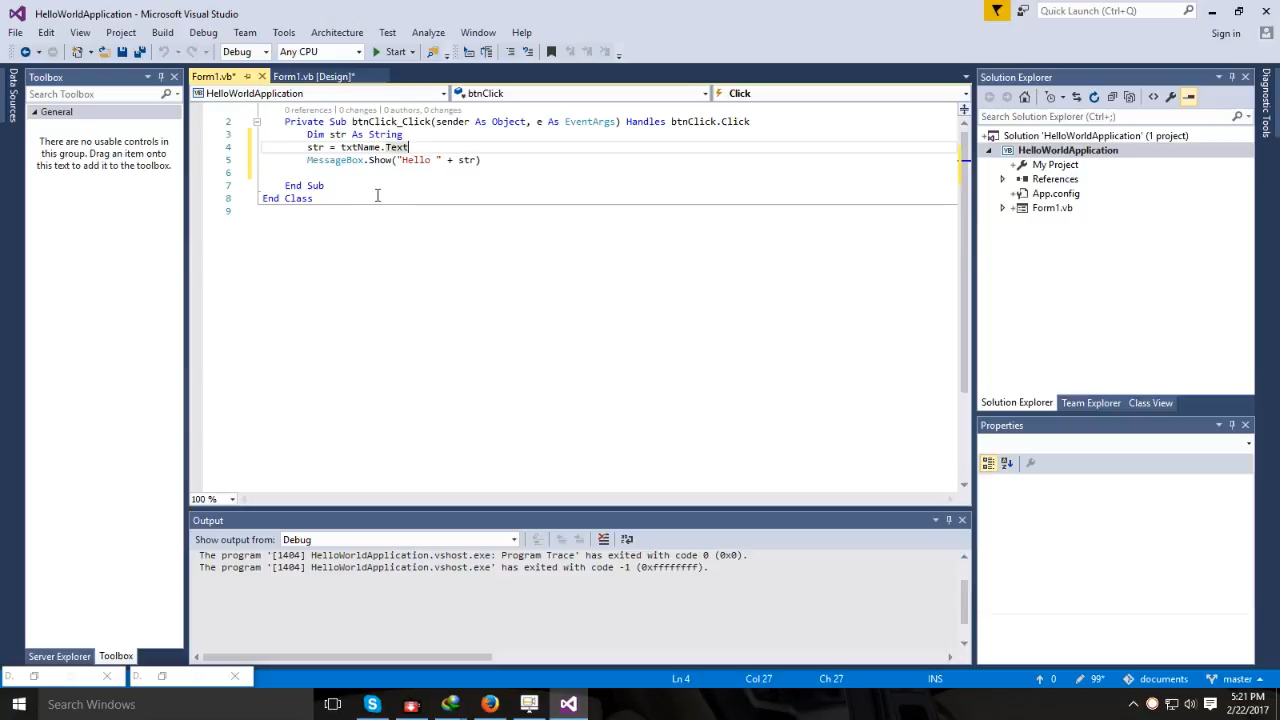 HelloWorldApplication - Microsoft Visual Studio
Quick Launch (Ctrl+Q)
File Edit View Project Build Debug Team Tools Architecture Test Analyze Window Help
Sign in
Debug Any CPU Start
Data Sources
Toolbox
Search Toolbox
General
There are no usable controls in
this group. Drag an item onto
this text to add it to the toolbox.
Server Explorer Toolbox
Form1.vb* Form1.vb [Design]*
HelloWorldApplication btnClick Click
0 references | 0 changes | 0 authors, 0 changes
2 Private Sub btnClick_Click(sender As Object, e As EventArgs) Handles btnClick.Click
3 Dim str As String
4 str = txtName.Text
5 MessageBox.Show("Hello " + str)
6
7 End Sub
8 End Class
9
100 %
Output
Show output from: Debug
The program '[1404] HelloWorldApplication.vshost.exe: Program Trace' has exited with code 0 (0x0).
The program '[1404] HelloWorldApplication.vshost.exe' has exited with code -1 (0xffffffff).
Solution Explorer
Search Solution Explorer (Ctrl+;)
Solution 'HelloWorldApplication' (1 project)
HelloWorldApplication
My Project
References
App.config
Form1.vb
Solution Explorer Team Explorer Class View
Properties
Diagnostic Tools
D. D.
Ln 4 Col 27 Ch 27 INS 0 99* documents master
Search Windows
5:21 PM
2/22/2017